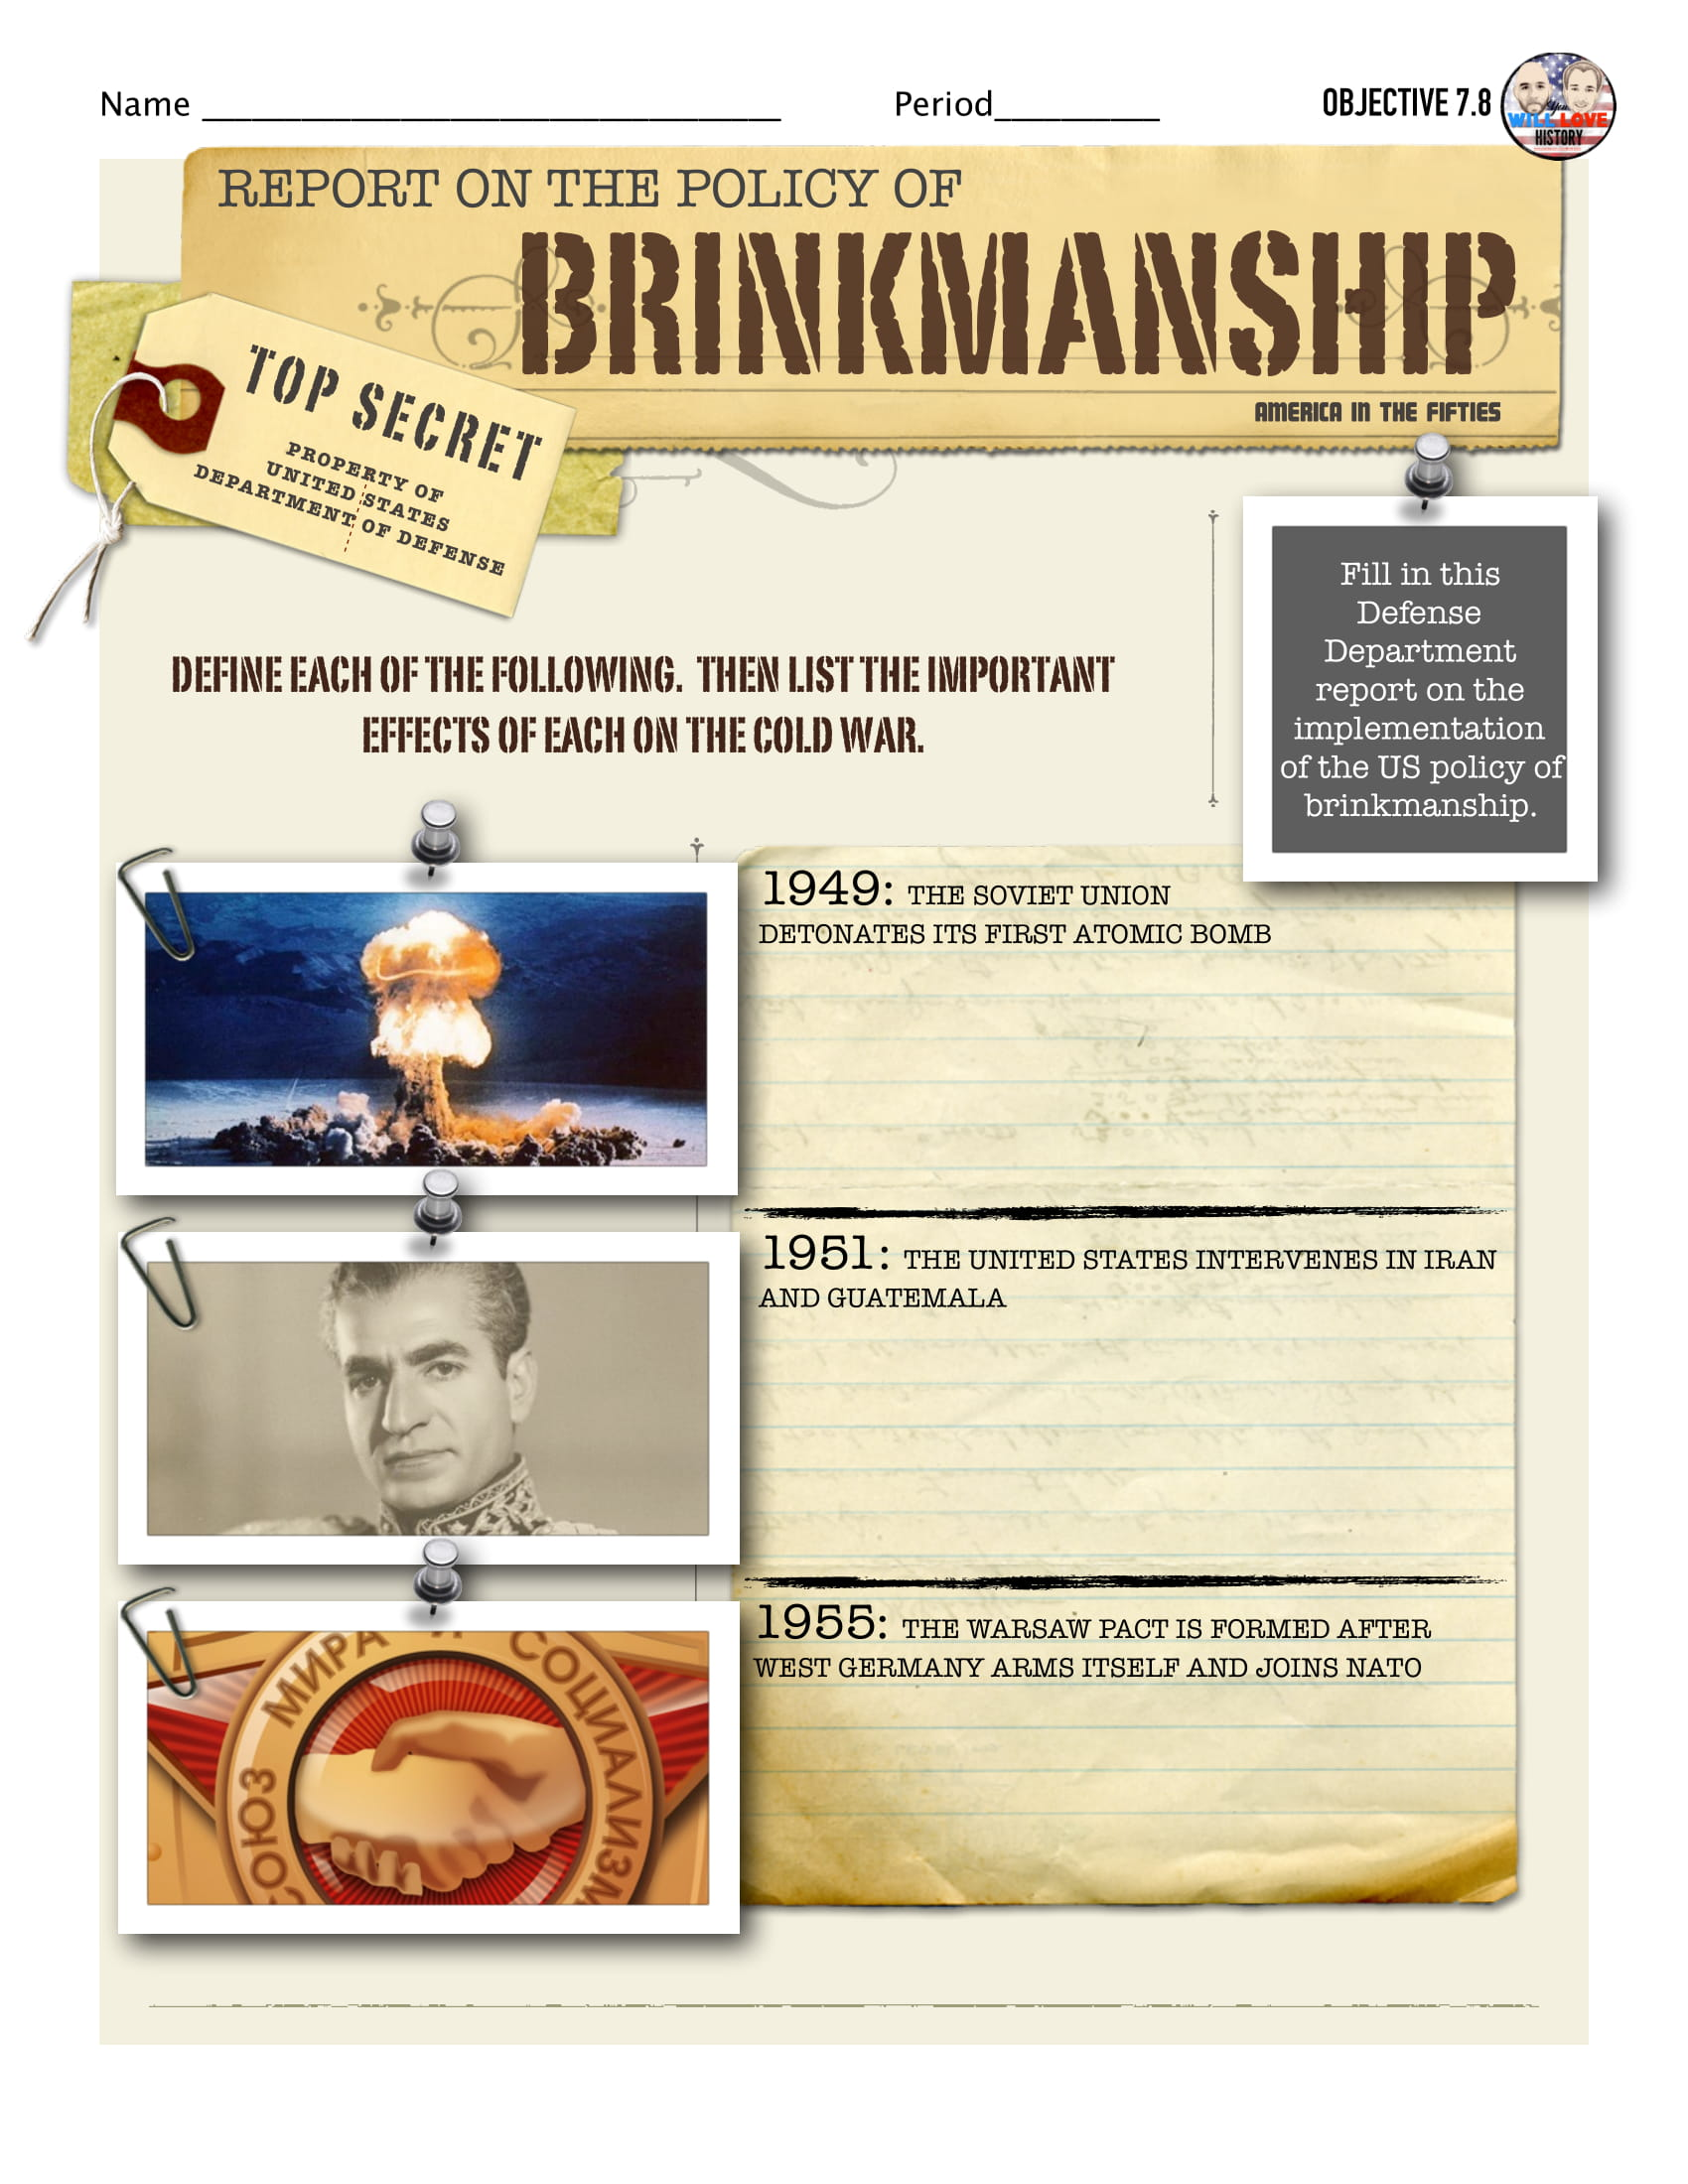 Name ______________________________ Period_________ OBJECTIVE 7.8
You
WILL LOVE
HISTORY
REPORT ON THE POLICY OF
BRINKMANSHIP
AMERICA IN THE FIFTIES
TOP SECRET
PROPERTY OF
UNITED STATES
DEPARTMENT OF DEFENSE
Fill in this
Defense
Department
report on the
implementation
of the US policy of
brinkmanship.
DEFINE EACH OF THE FOLLOWING. THEN LIST THE IMPORTANT
EFFECTS OF EACH ON THE COLD WAR.
1949: THE SOVIET UNION
DETONATES ITS FIRST ATOMIC BOMB
1951: THE UNITED STATES INTERVENES IN IRAN
AND GUATEMALA
1955: THE WARSAW PACT IS FORMED AFTER
WEST GERMANY ARMS ITSELF AND JOINS NATO
СОЮЗ МИРА И СОЦИАЛИЗМ